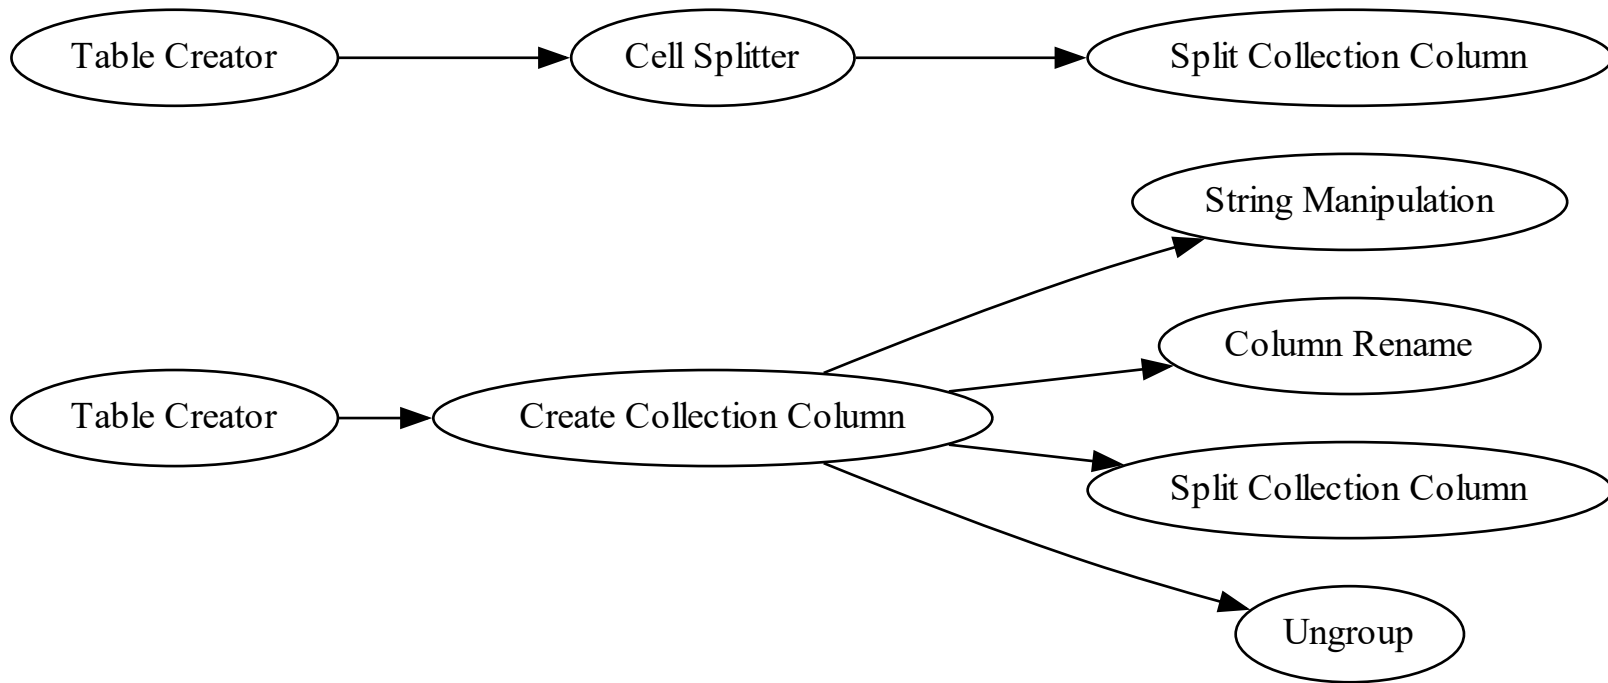 Table Creator
Cell Splitter
Split Collection Column
String Manipulation
Column Rename
Table Creator
Create Collection Column
Split Collection Column
Ungroup